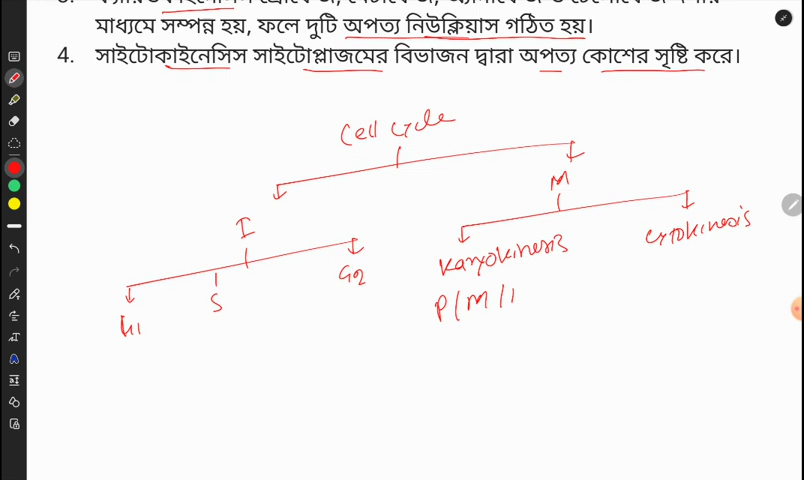 মাধ্যমে সম্পন্ন হয়, ফলে দুটি অপত্য নিউক্লিয়াস গঠিত হয়।
4. সাইটোকাইনেসিস সাইটোপ্লাজমের বিভাজন দ্বারা অপত্য কোশের সৃষ্টি করে।
Cell cycle
I M
S G2 Karyokinesis cytokinesis
P/M/